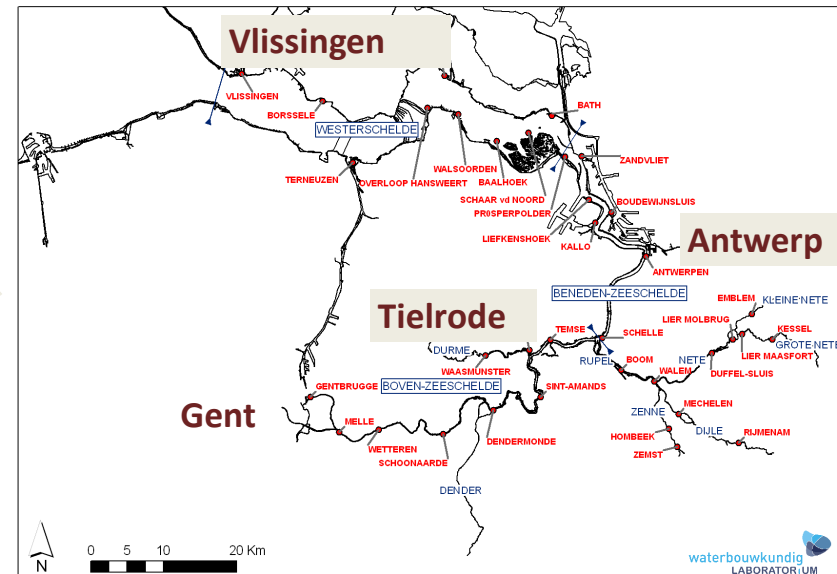 Vlissingen
VLISSINGEN
BORSSELE
WESTERSCHELDE
BATH
TERNEUZEN
OVERLOOP HANSWEERT
WALSOORDEN
BAALHOEK
ZANDVLIET
SCHAAR vd NOORD
PROSPERPOLDER
BOUDEWIJNSLUIS
LIEFKENSHOEK
KALLO
Antwerp
ANTWERPEN
BENEDEN-ZEESCHELDE
Tielrode
EMBLEM
KLEINE NETE
LIER MOLBRUG
KESSEL
TEMSE
SCHELLE
GROTE NETE
DURME
RUPEL
NETE
LIER MAASFORT
WAASMUNSTER
BOOM
DUFFEL-SLUIS
WALEM
GENTBRUGGE
BOVEN-ZEESCHELDE
SINT-AMANDS
Gent
MELLE
WETTEREN
SCHOONAARDE
DENDERMONDE
ZENNE
MECHELEN
HOMBEEK
DIJLE
RIJMENAM
ZEMST
DENDER
N
0 5 10 20 Km
waterbouwkundig
LABORATORIUM